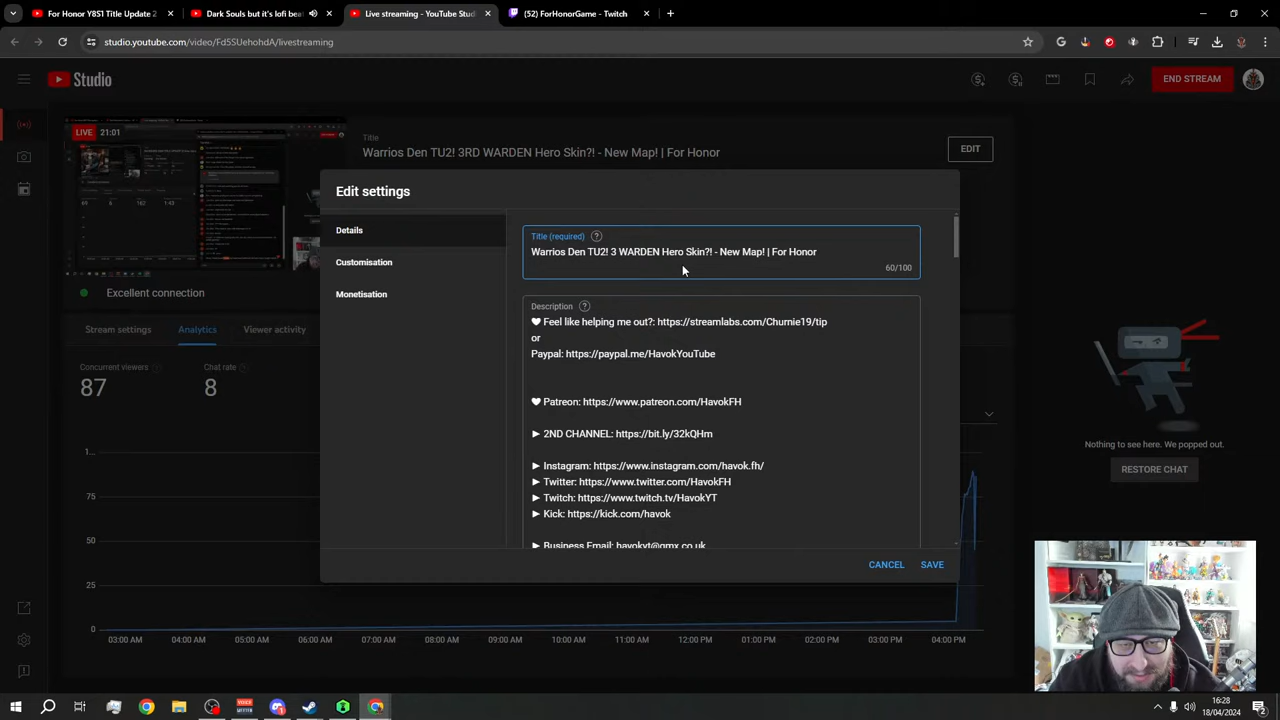 For Honor Y8S1 Title Update 2
Dark Souls but it's lofi bea
Live streaming - YouTube Stud
(52) ForHonorGame - Twitch
studio.youtube.com/video/Fd5SUehohdA/livestreaming
Studio
END STREAM
LIVE 21:01
Title
Warrios Den TU2! 3RD WARDEN Hero Skin?! - New Map! | For Honor
EDIT
Edit settings
Details
Customisation
Monetisation
Title (required)
Warrios Den TU2! 3 WARDEN Hero Skin?! - New Map! | For Honor
60/100
Description
❤ Feel like helping me out?: https://streamlabs.com/Churnie19/tip
or
Paypal: https://paypal.me/HavokYouTube
❤ Patreon: https://www.patreon.com/HavokFH
► 2ND CHANNEL: https://bit.ly/32kQHrn
► Instagram: https://www.instagram.com/havok.fh/
► Twitter: https://www.twitter.com/HavokFH
► Twitch: https://www.twitch.tv/HavokYT
► Kick: https://kick.com/havok
► Business Email: havokyt@gmx.co.uk
CANCEL
SAVE
Excellent connection
Stream settings
Analytics
Viewer activity
Concurrent viewers
87
Chat rate
8
1…
75
50
25
0
03:00 AM 04:00 AM 05:00 AM 06:00 AM 07:00 AM 08:00 AM 09:00 AM 10:00 AM 11:00 AM 12:00 PM 01:00 PM 02:00 PM 03:00 PM 04:00 PM
Nothing to see here. We popped out.
RESTORE CHAT
16:28
18/04/2024